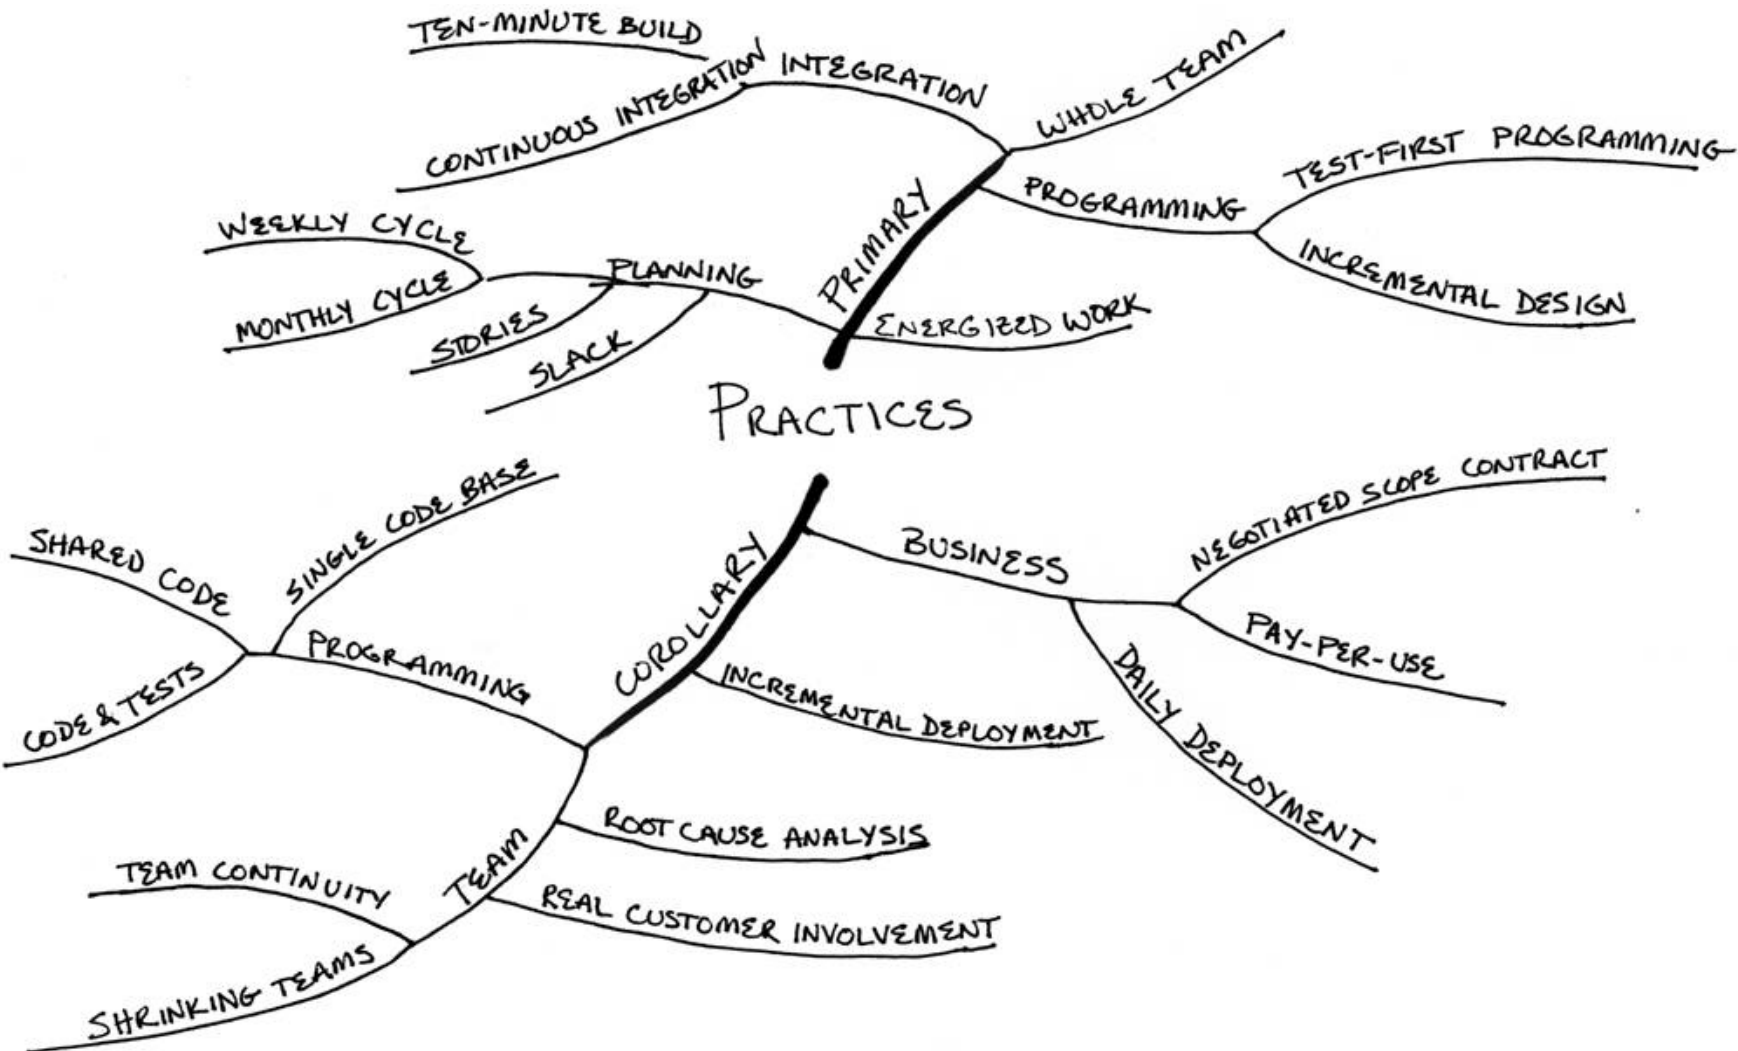 TEN-MINUTE BUILD
CONTINUOUS INTEGRATION
INTEGRATION
WHOLE TEAM
TEST-FIRST PROGRAMMING
PROGRAMMING
INCREMENTAL DESIGN
PRIMARY
WEEKLY CYCLE
MONTHLY CYCLE
PLANNING
STORIES
SLACK
ENERGIZED WORK
PRACTICES
SINGLE CODE BASE
SHARED CODE
PROGRAMMING
CODE & TESTS
COROLLARY
BUSINESS
NEGOTIATED SCOPE CONTRACT
PAY-PER-USE
DAILY DEPLOYMENT
INCREMENTAL DEPLOYMENT
ROOT CAUSE ANALYSIS
TEAM
REAL CUSTOMER INVOLVEMENT
TEAM CONTINUITY
SHRINKING TEAMS